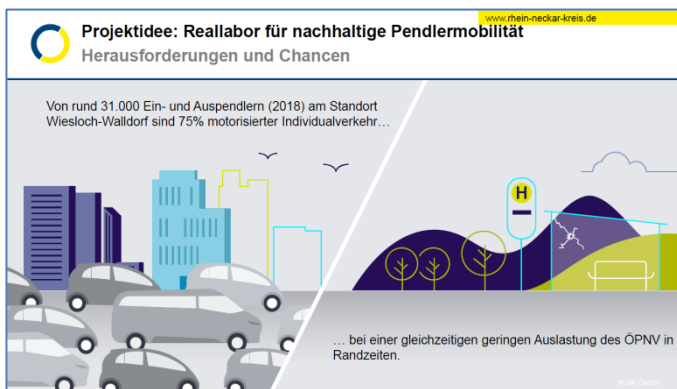 www.rhein-neckar-kreis.de
Projektidee: Reallabor für nachhaltige Pendlermobilität
Herausforderungen und Chancen
Von rund 31.000 Ein- und Auspendlern (2018) am Standort
Wiesloch-Walldorf sind 75% motorisierter Individualverkehr…
H
… bei einer gleichzeitigen geringen Auslastung des ÖPNV in
Randzeiten.